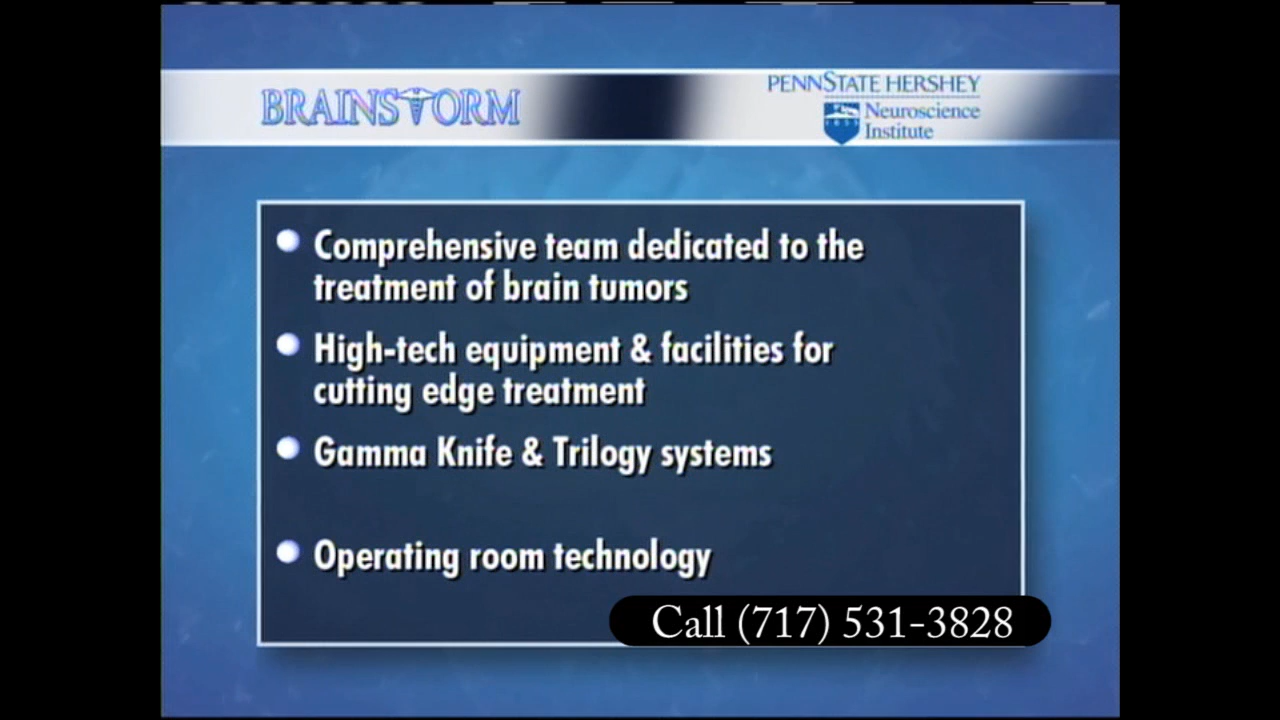 BRAINSTORM
PENNSTATE HERSHEY
Neuroscience
Institute
1855
• Comprehensive team dedicated to the
treatment of brain tumors
• High-tech equipment & facilities for
cutting edge treatment
• Gamma Knife & Trilogy systems
• Operating room technology
Call (717) 531-3828